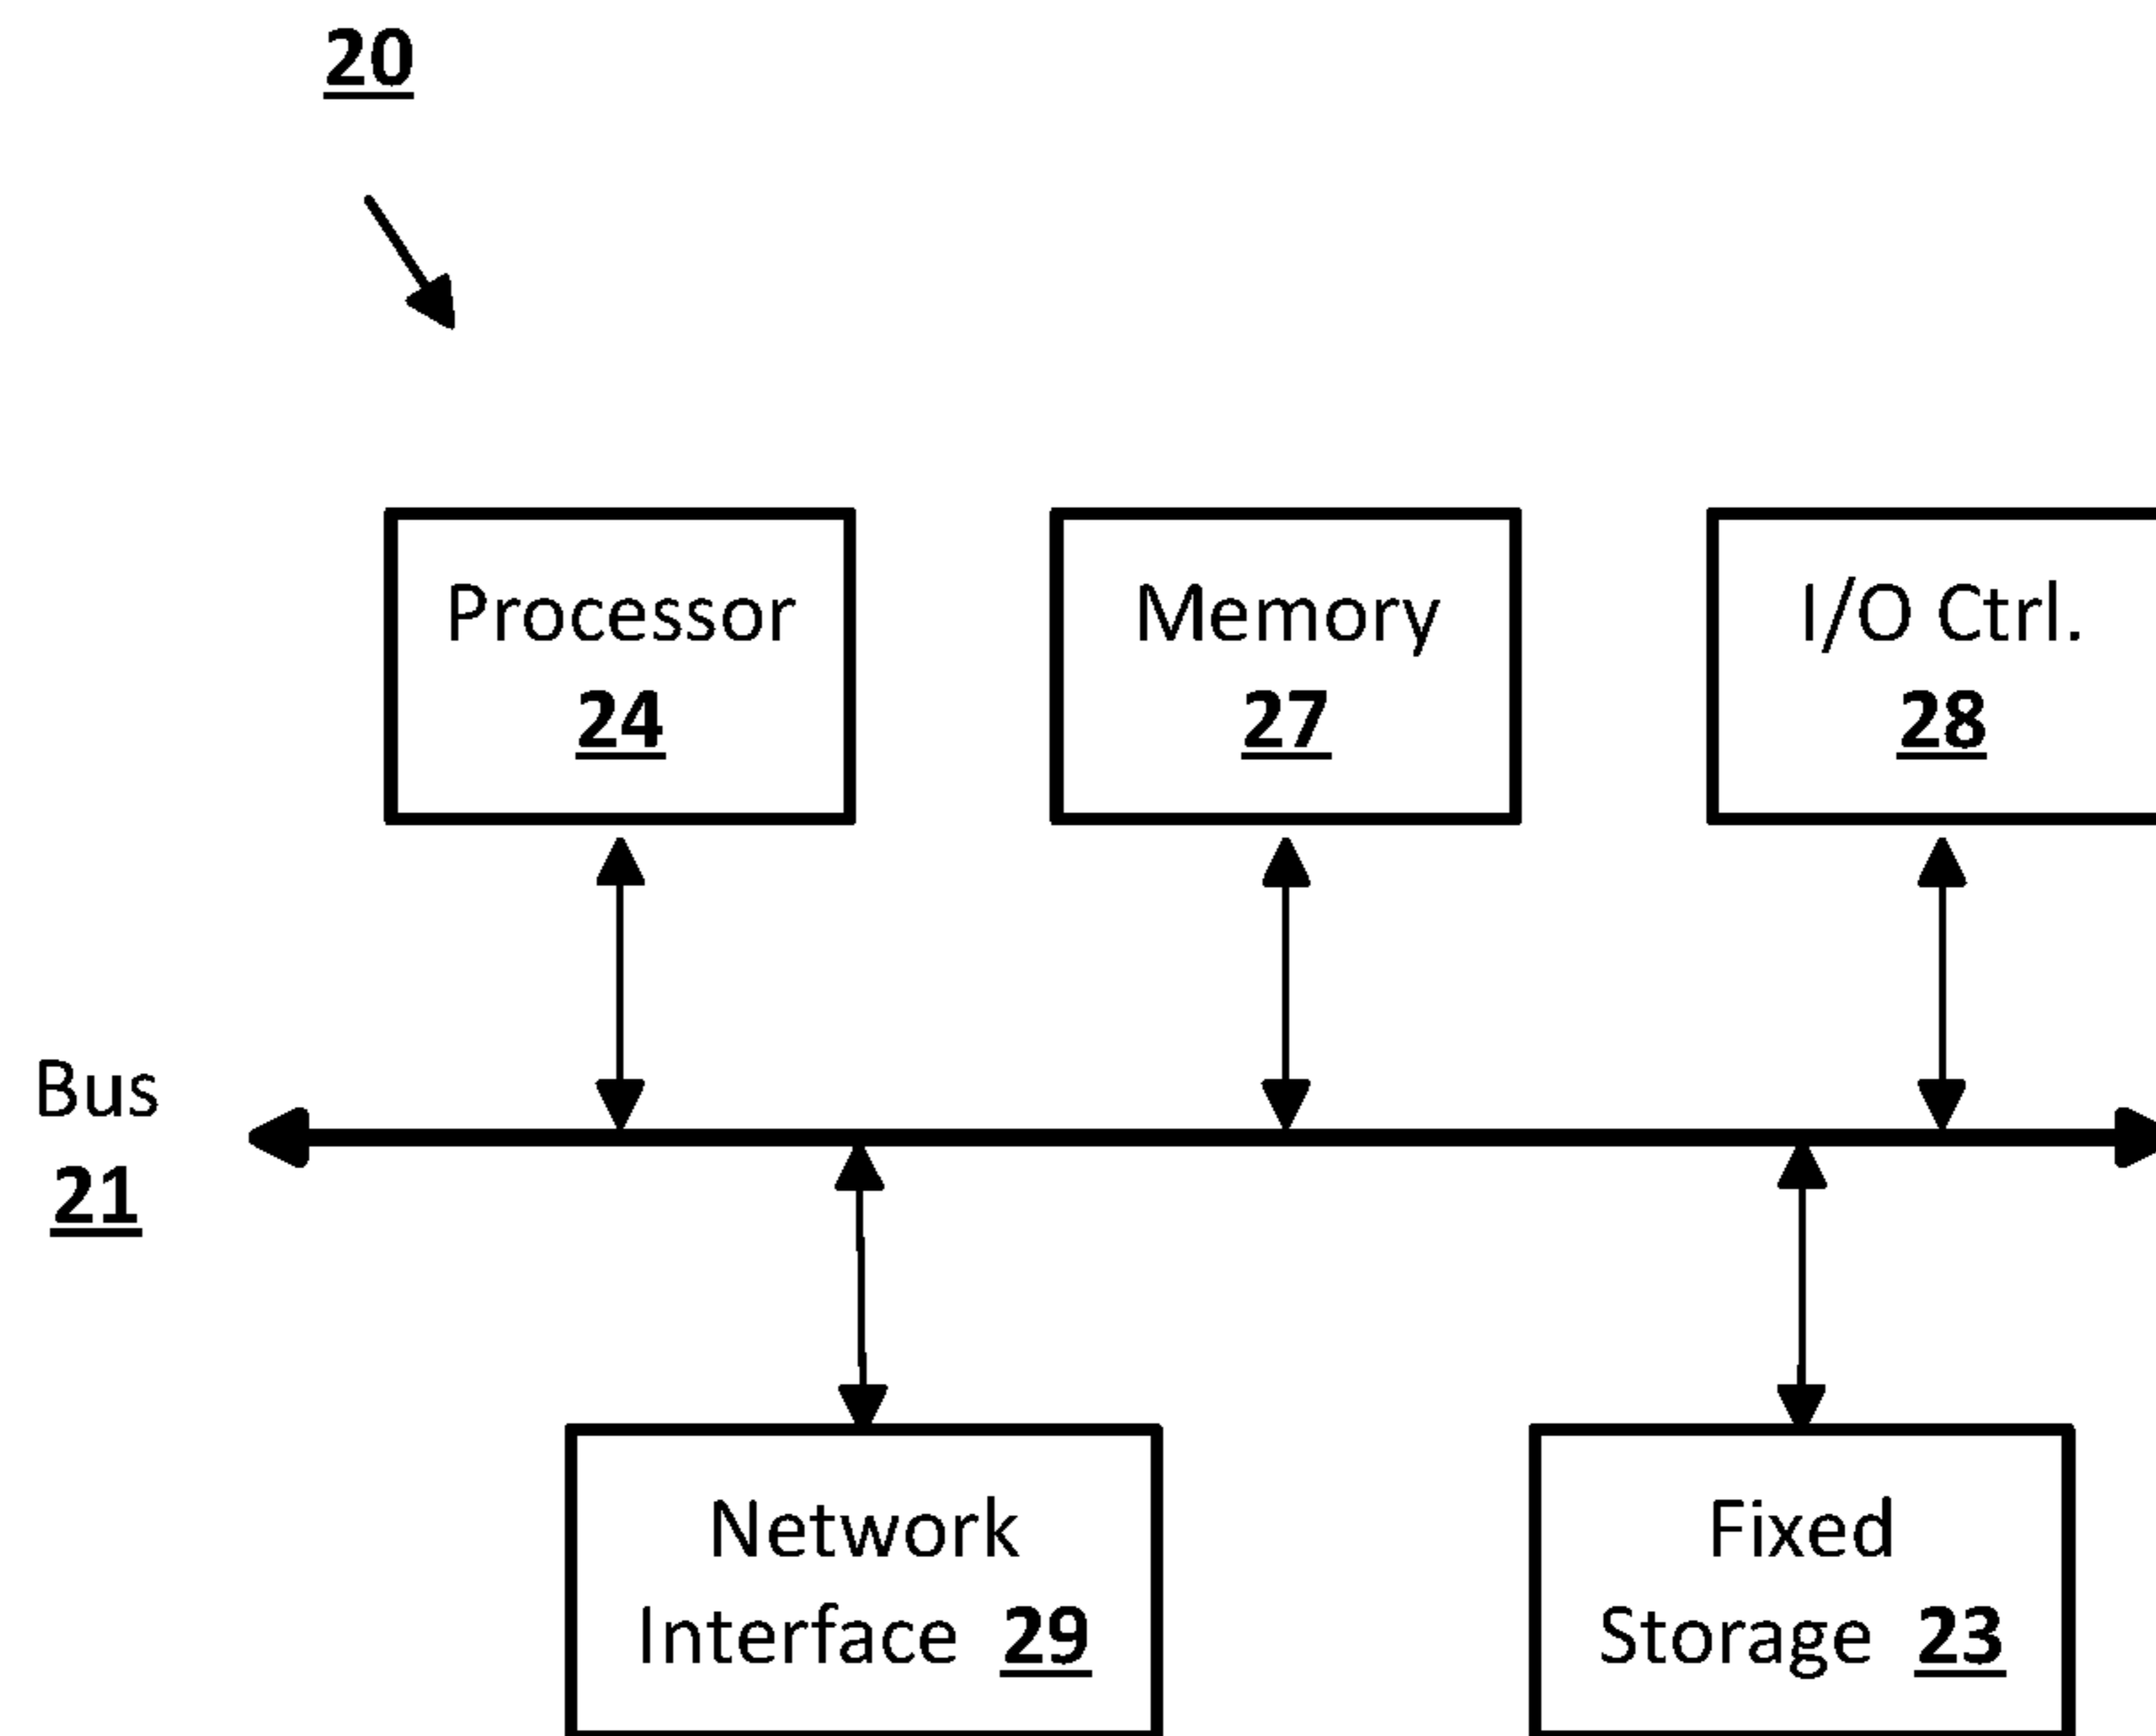 20
Processor
24
Memory
27
I/O Ctrl.
28
Bus
21
Network
Interface 29
Fixed
Storage 23